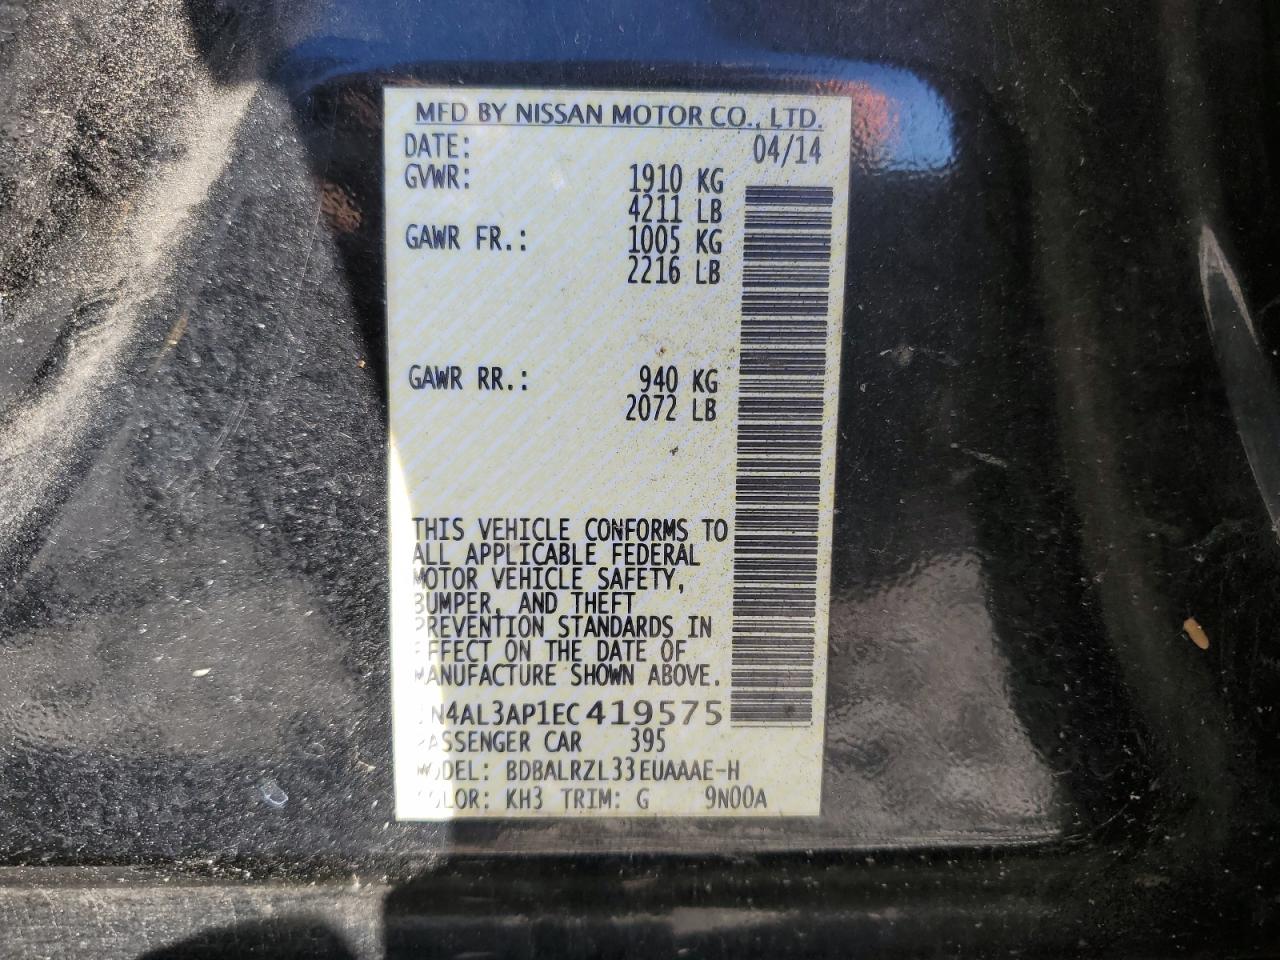 MFD BY NISSAN MOTOR CO., LTD.
DATE: 04/14
GVWR: 1910 KG
4211 LB
GAWR FR.: 1005 KG
2216 LB
GAWR RR.: 940 KG
2072 LB
THIS VEHICLE CONFORMS TO
ALL APPLICABLE FEDERAL
MOTOR VEHICLE SAFETY,
BUMPER, AND THEFT
PREVENTION STANDARDS IN
EFFECT ON THE DATE OF
MANUFACTURE SHOWN ABOVE.
1N4AL3AP1EC419575
PASSENGER CAR 395
MODEL: BDBALRZL33EUAAAE-H
COLOR: KH3 TRIM: G 9N00A